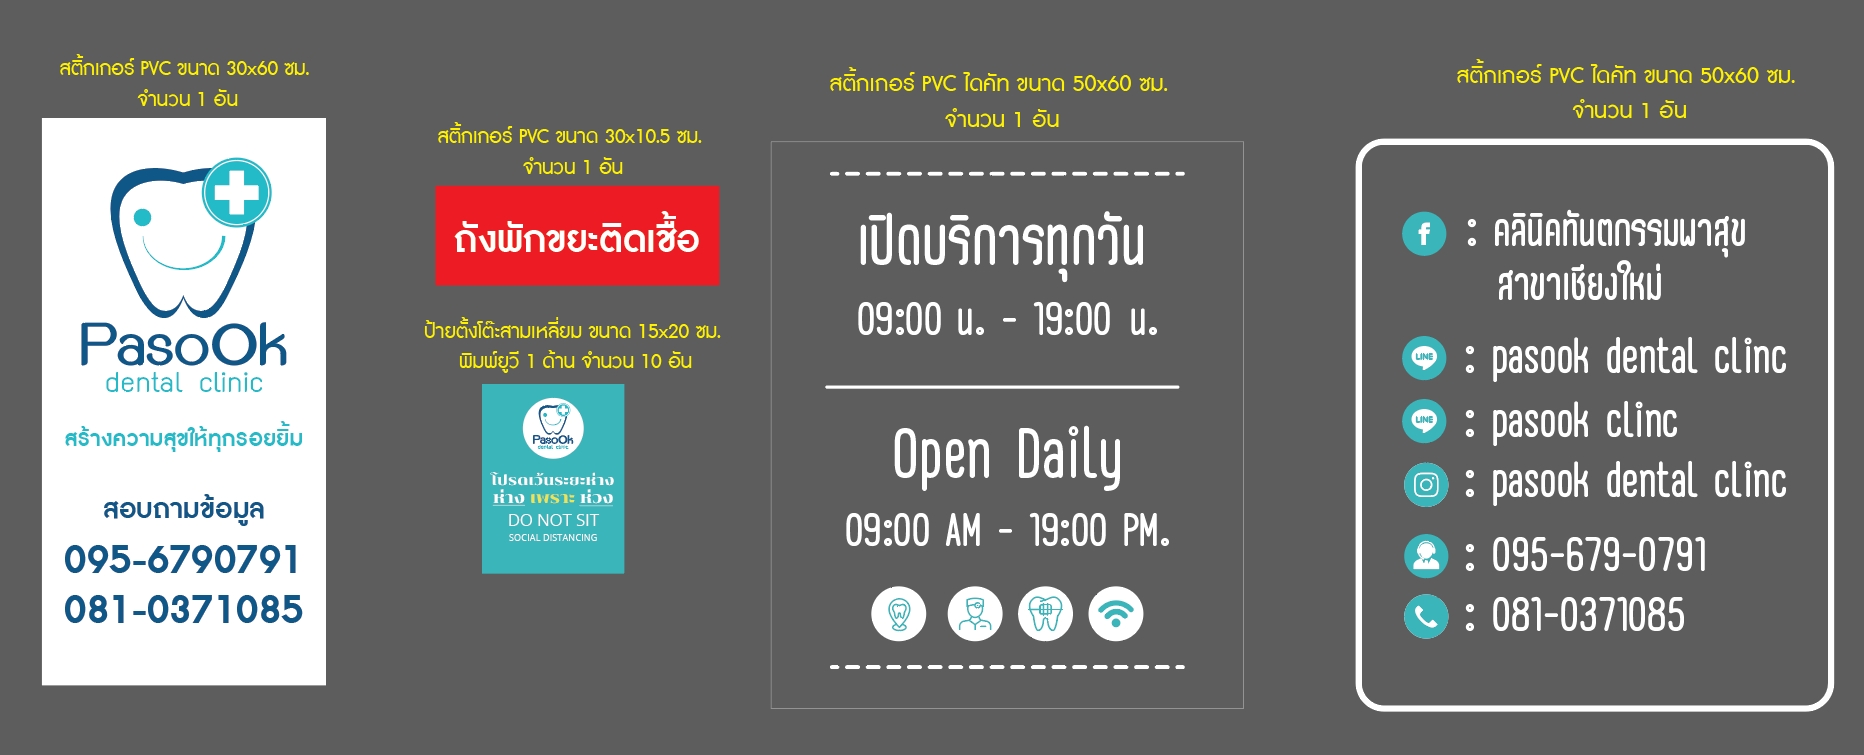 สติ๊กเกอร์ PVC ขนาด 30x60 ซม.
จำนวน 1 อัน
PasoOk
dental clinic
สร้างความสุขให้ทุกรอยยิ้ม
สอบถามข้อมูล
095-6790791
081-0371085
สติ๊กเกอร์ PVC ขนาด 30x10.5 ซม.
จำนวน 1 อัน
ถังพักขยะติดเชื้อ
ป้ายตั้งโต๊ะสามเหลี่ยม ขนาด 15x20 ซม.
พิมพ์ยูวี 1 ด้าน จำนวน 10 อัน
PasoOk
dental clinic
โปรดเว้นระยะห่าง
ห่าง เพราะ ห่วง
DO NOT SIT
SOCIAL DISTANCING
สติ๊กเกอร์ PVC ไดคัท ขนาด 50x60 ซม.
จำนวน 1 อัน
เปิดบริการทุกวัน
09:00 น. - 19:00 น.
Open Daily
09:00 AM - 19:00 PM.
สติ๊กเกอร์ PVC ไดคัท ขนาด 50x60 ซม.
จำนวน 1 อัน
f : คลินิคทันตกรรมพาสุข
สาขาเชียงใหม่
LINE : pasook dental clinc
LINE : pasook clinc
: pasook dental clinc
: 095-679-0791
: 081-0371085